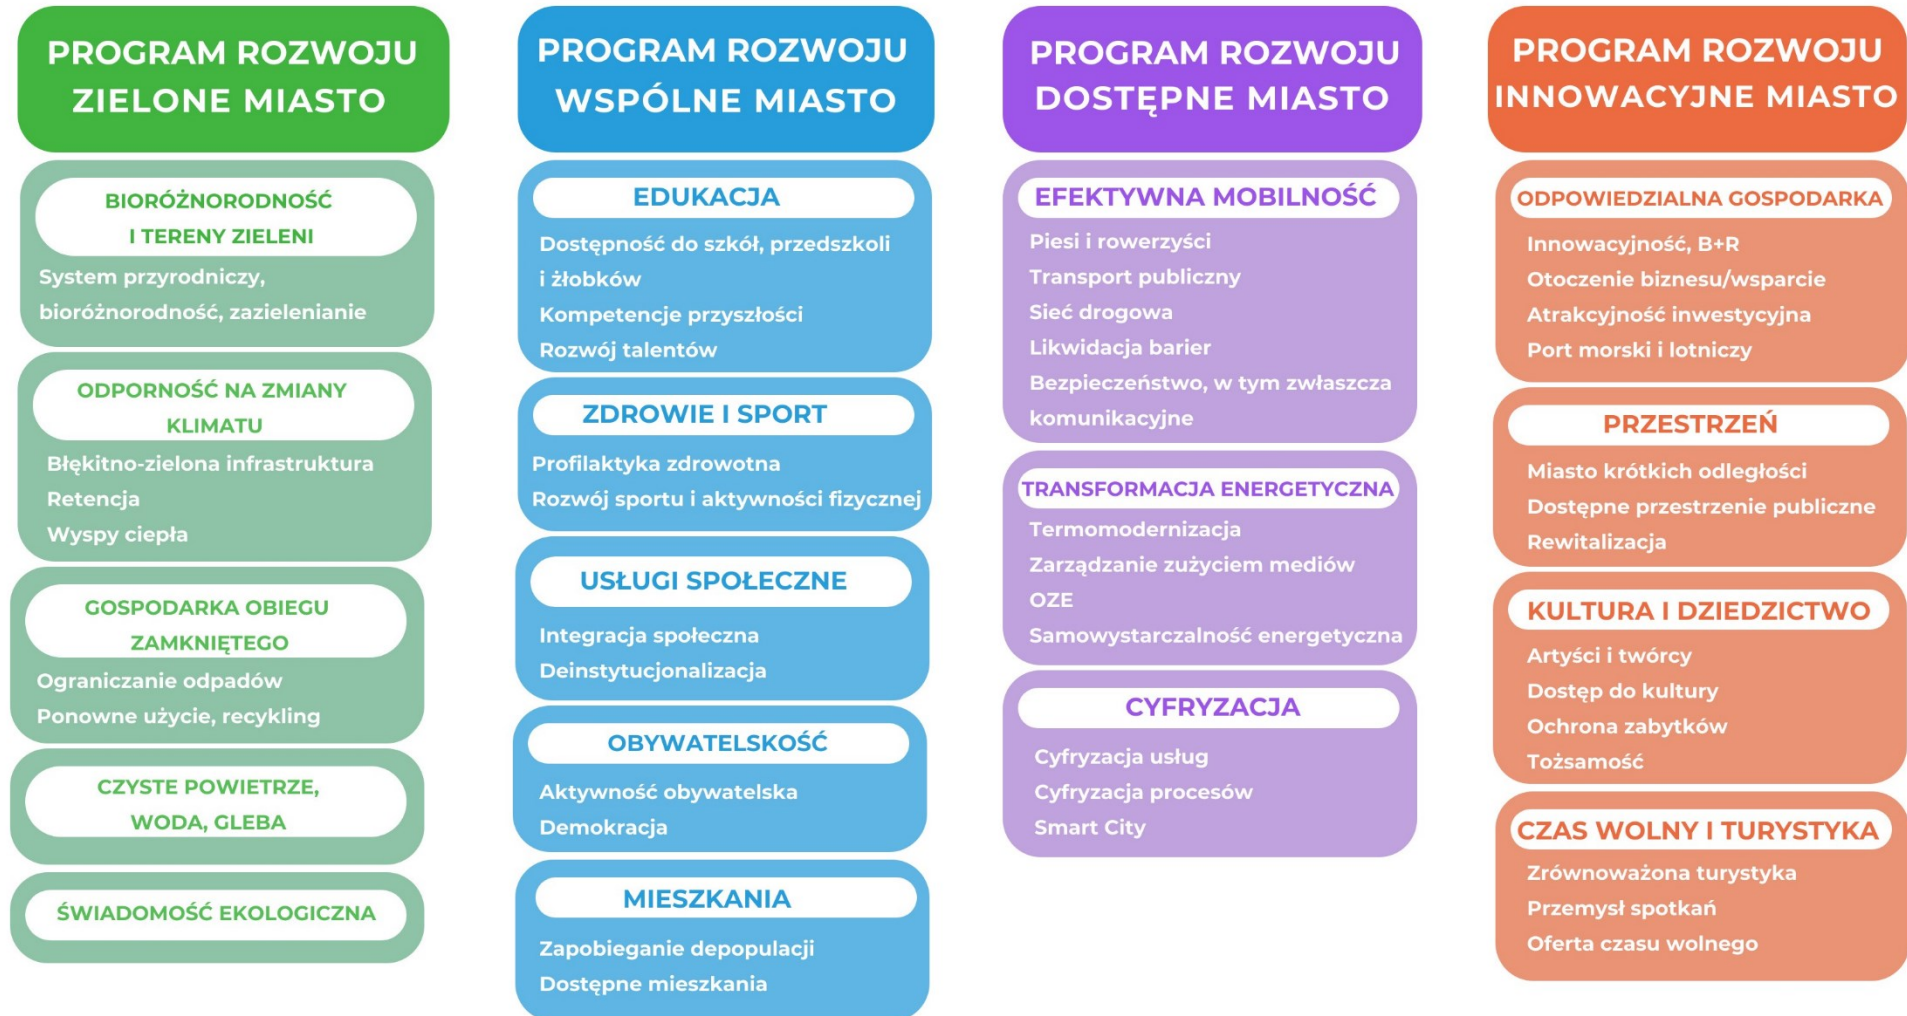 PROGRAM ROZWOJU
ZIELONE MIASTO
BIORÓŻNORODNOŚĆ
I TERENY ZIELENI
System przyrodniczy,
bioróżnorodność, zazielenianie
ODPORNOŚĆ NA ZMIANY
KLIMATU
Błękitno-zielona infrastruktura
Retencja
Wyspy ciepła
GOSPODARKA OBIEGU
ZAMKNIĘTEGO
Ograniczanie odpadów
Ponowne użycie, recykling
CZYSTE POWIETRZE,
WODA, GLEBA
ŚWIADOMOŚĆ EKOLOGICZNA
PROGRAM ROZWOJU
WSPÓLNE MIASTO
EDUKACJA
Dostępność do szkół, przedszkoli
i żłobków
Kompetencje przyszłości
Rozwój talentów
ZDROWIE I SPORT
Profilaktyka zdrowotna
Rozwój sportu i aktywności fizycznej
USŁUGI SPOŁECZNE
Integracja społeczna
Deinstytucjonalizacja
OBYWATELSKOŚĆ
Aktywność obywatelska
Demokracja
MIESZKANIA
Zapobieganie depopulacji
Dostępne mieszkania
PROGRAM ROZWOJU
DOSTĘPNE MIASTO
EFEKTYWNA MOBILNOŚĆ
Piesi i rowerzyści
Transport publiczny
Sieć drogowa
Likwidacja barier
Bezpieczeństwo, w tym zwłaszcza
komunikacyjne
TRANSFORMACJA ENERGETYCZNA
Termomodernizacja
Zarządzanie zużyciem mediów
OZE
Samowystarczalność energetyczna
CYFRYZACJA
Cyfryzacja usług
Cyfryzacja procesów
Smart City
PROGRAM ROZWOJU
INNOWACYJNE MIASTO
ODPOWIEDZIALNA GOSPODARKA
Innowacyjność, B+R
Otoczenie biznesu/wsparcie
Atrakcyjność inwestycyjna
Port morski i lotniczy
PRZESTRZEŃ
Miasto krótkich odległości
Dostępne przestrzenie publiczne
Rewitalizacja
KULTURA I DZIEDZICTWO
Artyści i twórcy
Dostęp do kultury
Ochrona zabytków
Tożsamość
CZAS WOLNY I TURYSTYKA
Zrównoważona turystyka
Przemysł spotkań
Oferta czasu wolnego